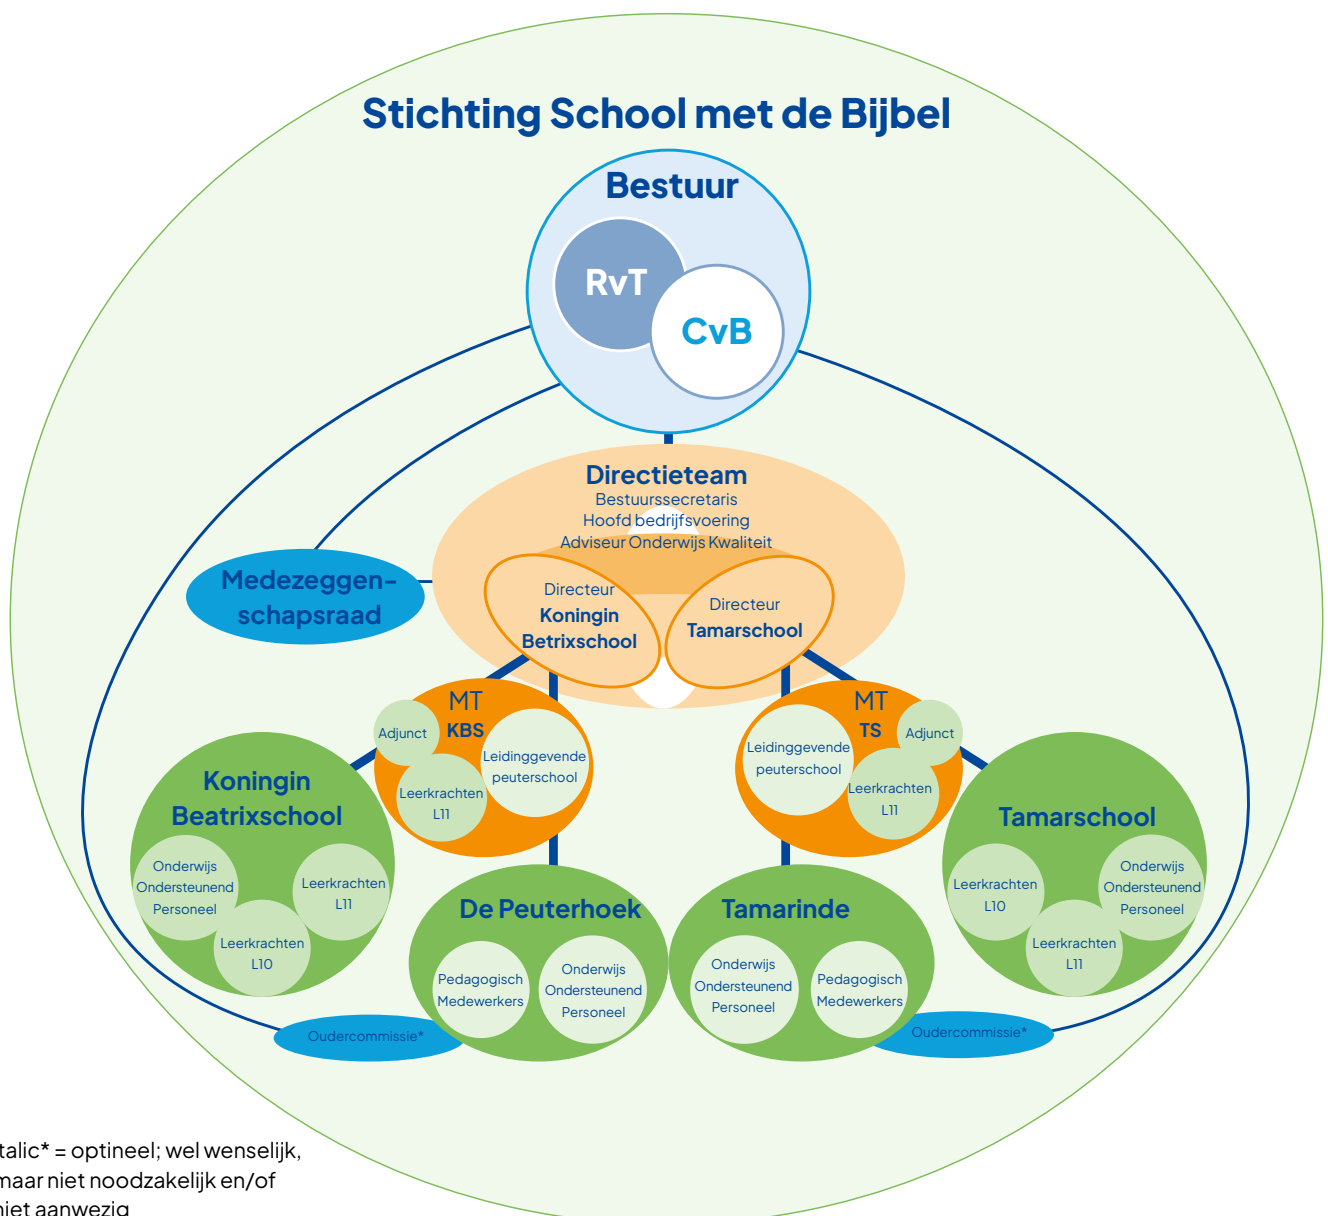 Stichting School met de Bijbel
Bestuur
RvT
CvB
Directieteam
Bestuurssecretaris
Hoofd bedrijfsvoering
Adviseur Onderwijs Kwaliteit
Medezeggen-
schapsraad
Directeur
Koningin
Betrixschool
Directeur
Tamarschool
MT
KBS
Adjunct
Leidinggevende
peuterschool
Leerkrachten
L11
MT
TS
Adjunct
Leidinggevende
peuterschool
Leerkrachten
L11
Koningin
Beatrixschool
Onderwijs
Ondersteunend
Personeel
Leerkrachten
L11
Leerkrachten
L10
Tamarschool
Leerkrachten
L10
Onderwijs
Ondersteunend
Personeel
Leerkrachten
L11
De Peuterhoek
Pedagogisch
Medewerkers
Onderwijs
Ondersteunend
Personeel
Tamarinde
Onderwijs
Ondersteunend
Personeel
Pedagogisch
Medewerkers
Oudercommissie*
Oudercommissie*
talic* = optineel; wel wenselijk,
maar niet noodzakelijk en/of
niet aanwezig